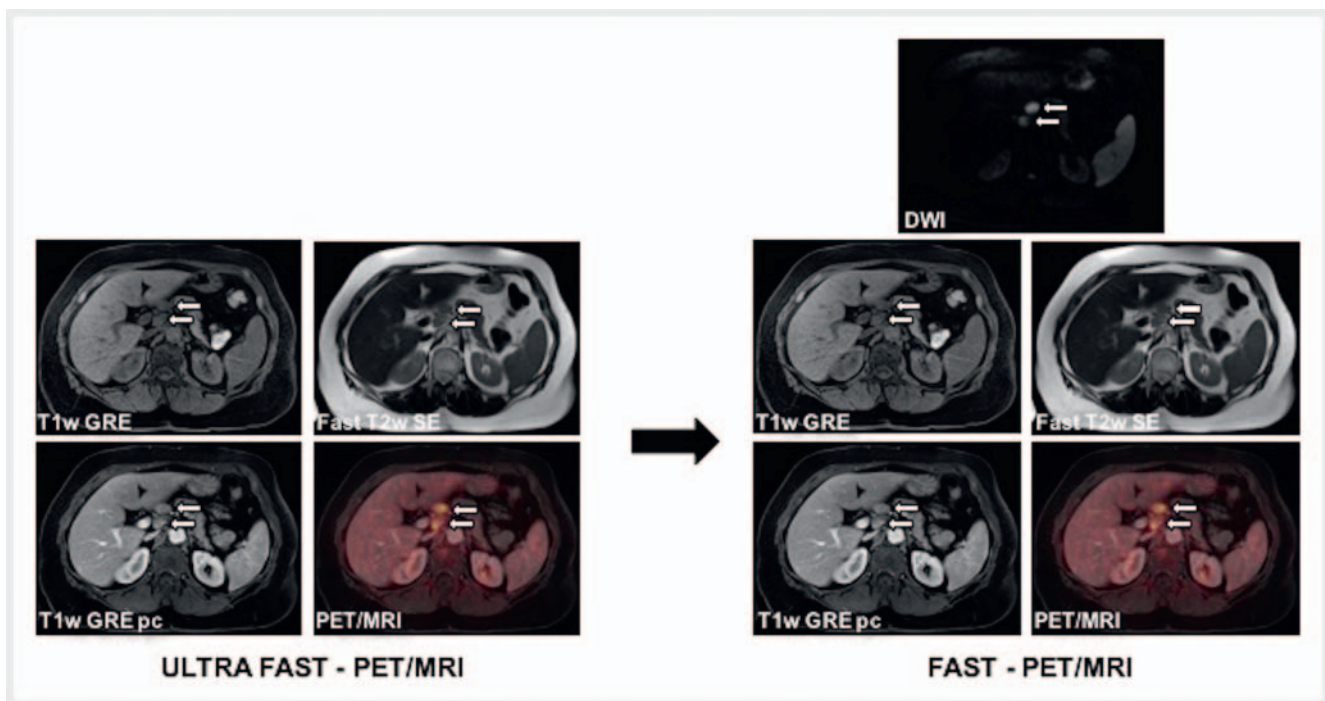 DWI
T1w GRE
Fast T2w SE
T1w GRE
Fast T2w SE
T1w GRE pc
PET/MRI
T1w GRE pc
PET/MRI
ULTRA FAST - PET/MRI
FAST - PET/MRI